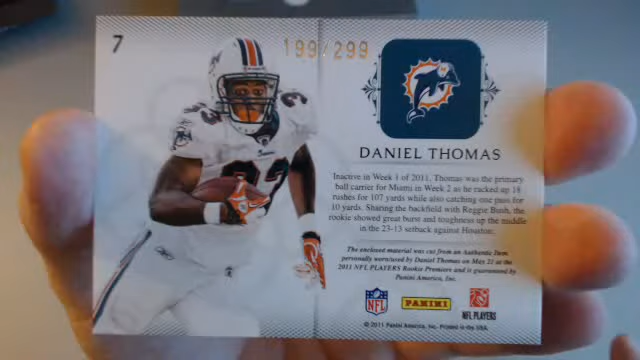 7
199/299
33
32
DANIEL THOMAS
Inactive in Week 1 of 2011, Thomas was the primary
ball carrier for Miami in Week 2 as he racked up 18
rushes for 107 yards while also catching one pass for
10 yards. Sharing the backfield with Reggie Bush, the
rookie showed great burst and toughness up the middle
in the 23-13 setback against Houston.
The enclosed material was cut from an Authentic Item
personally worn/used by Daniel Thomas on May 21 at the
2011 NFL PLAYERS Rookie Premiere and is guaranteed by
Panini America, Inc.
NFL
PANINI
NFL PLAYERS
© 2011 Panini America, Inc. Printed in the USA.